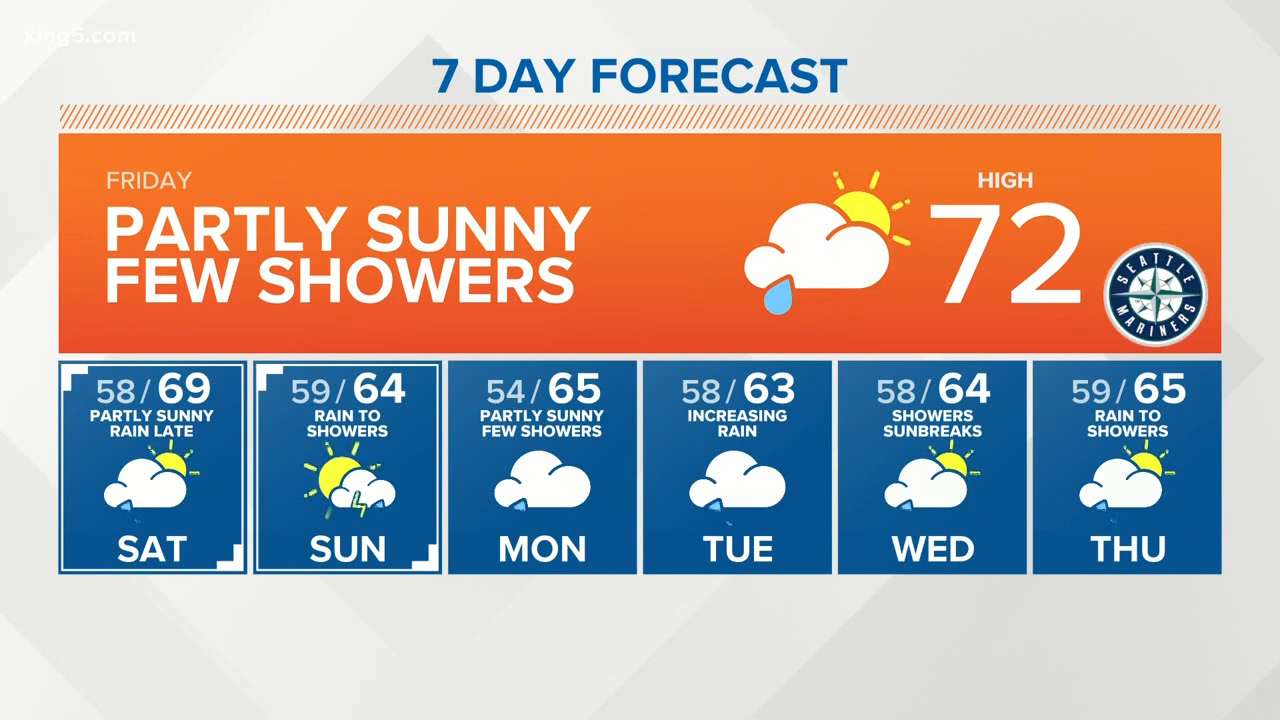 king5.com
7 DAY FORECAST
FRIDAY
PARTLY SUNNY
FEW SHOWERS
HIGH
72
SEATTLE
MARINERS
58 / 69
PARTLY SUNNY
RAIN LATE
SAT
59 / 64
RAIN TO
SHOWERS
SUN
54 / 65
PARTLY SUNNY
FEW SHOWERS
MON
58 / 63
INCREASING
RAIN
TUE
58 / 64
SHOWERS
SUNBREAKS
WED
59 / 65
RAIN TO
SHOWERS
THU